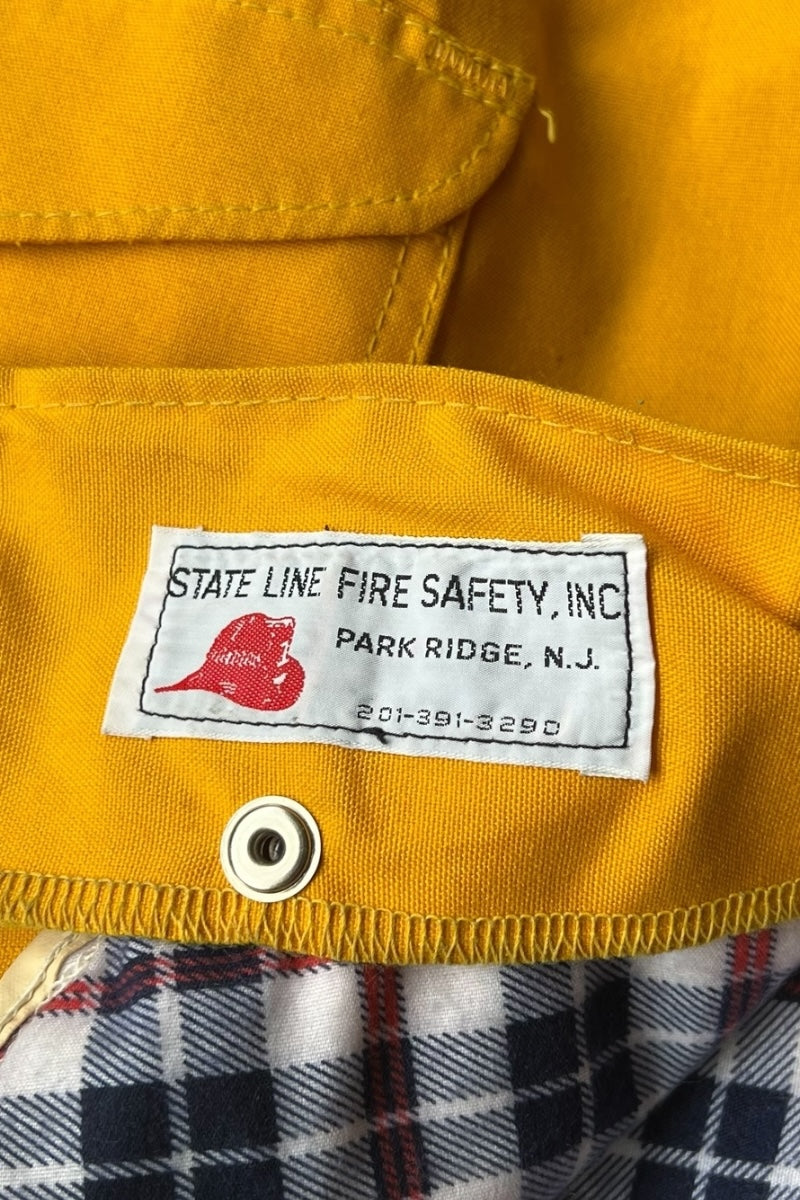 STATE LINE FIRE SAFETY, INC
PARK RIDGE, N.J.
201-391-3290